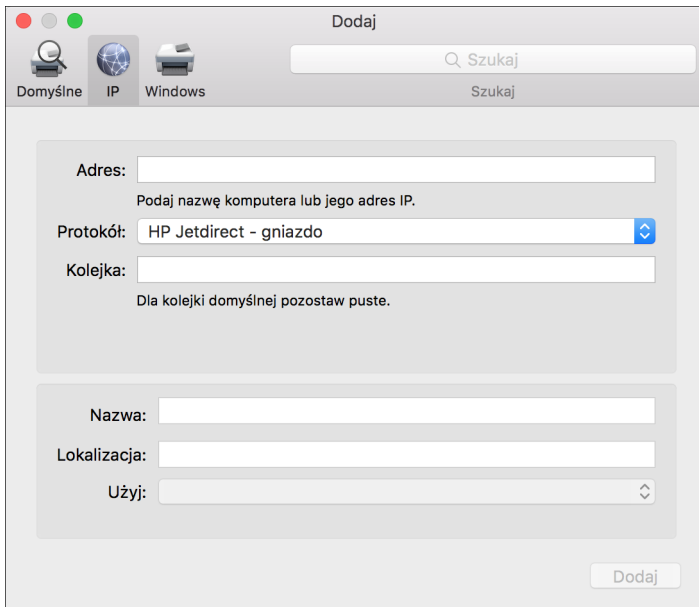 Dodaj
Szukaj
Domyślne IP Windows Szukaj
Adres:
Podaj nazwę komputera lub jego adres IP.
Protokół: HP Jetdirect - gniazdo
Kolejka:
Dla kolejki domyślnej pozostaw puste.
Nazwa:
Lokalizacja:
Użyj:
Dodaj